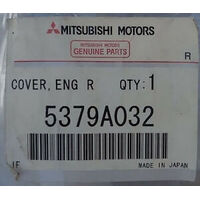 MITSUBISHI MOTORS
MITSUBISHI MOTORS
GENUINE PARTS
R
COVER, ENG R QTY:1
5379A032
IF MADE IN JAPAN